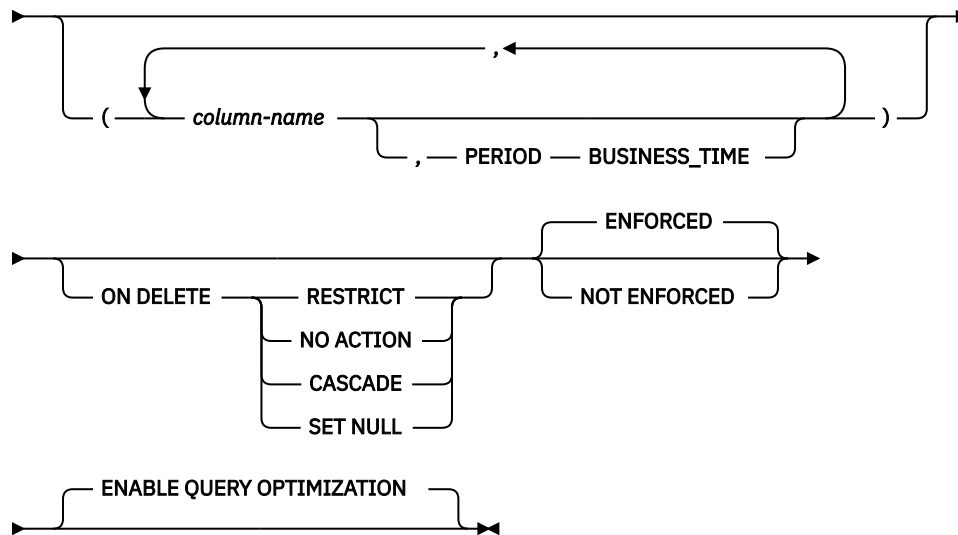 ,
( column-name )
, PERIOD BUSINESS_TIME
ENFORCED
ON DELETE RESTRICT NOT ENFORCED
NO ACTION
CASCADE
SET NULL
ENABLE QUERY OPTIMIZATION